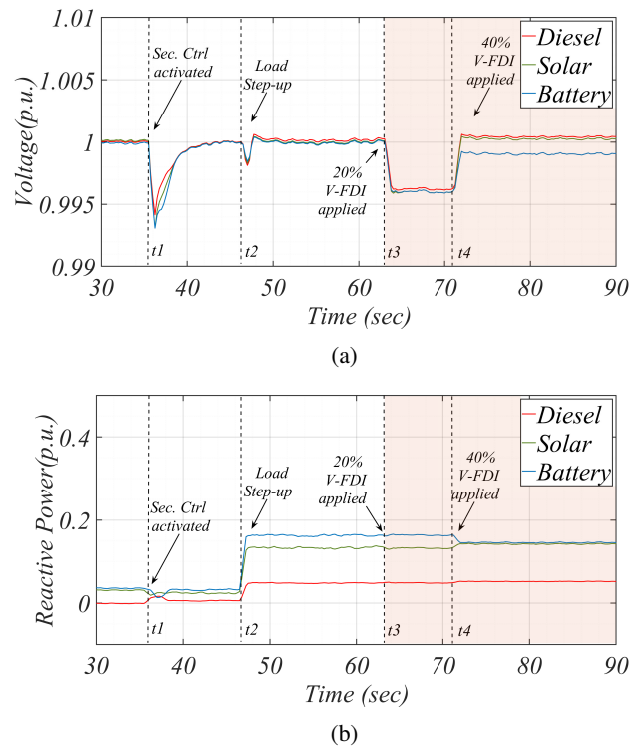 1.01
1.005
1
0.995
0.99
Voltage(p.u.)
Sec. Ctrl
activated
Load
Step-up
20%
V-FDI
applied
40%
V-FDI
applied
Diesel
Solar
Battery
t1
t2
t3
t4
30 40 50 60 70 80 90
Time (sec)
(a)
0.4
0.2
0
Reactive Power(p.u.)
Sec. Ctrl
activated
Load
Step-up
20%
V-FDI
applied
40%
V-FDI
applied
Diesel
Solar
Battery
t1
t2
t3
t4
30 40 50 60 70 80 90
Time (sec)
(b)